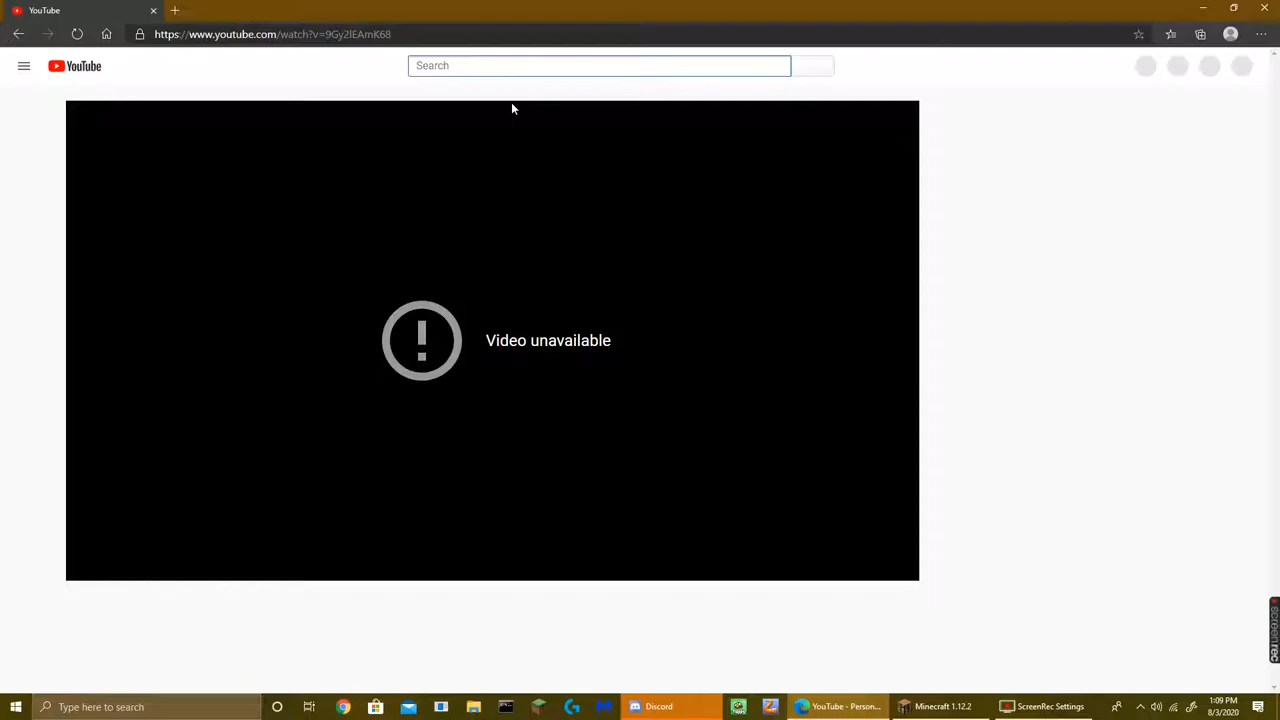 YouTube
https://www.youtube.com/watch?v=9Gy2lEAmK68
YouTube
Search
Video unavailable
screenrec
Type here to search
Discord
YouTube - Person...
Minecraft 1.12.2
ScreenRec Settings
1:09 PM
8/3/2020